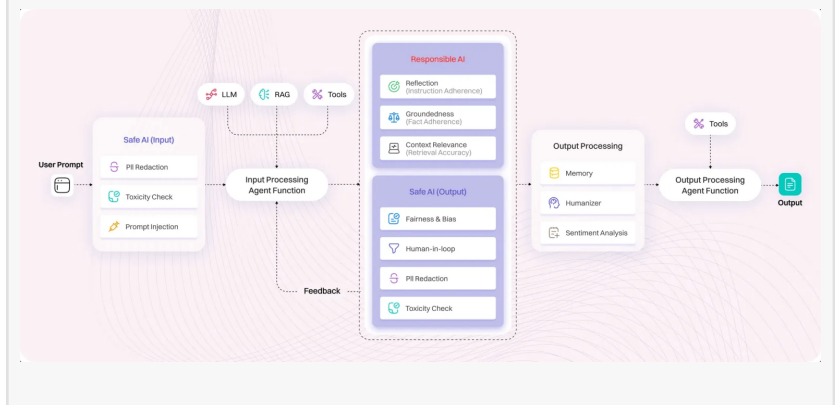 User Prompt
Safe AI (Input)
PII Redaction
Toxicity Check
Prompt Injection
LLM
RAG
Tools
Input Processing
Agent Function
Feedback
Responsible AI
Reflection
(Instruction Adherence)
Groundedness
(Fact Adherence)
Context Relevance
(Retrieval Accuracy)
Safe AI (Output)
Fairness & Bias
Human-in-loop
PII Redaction
Toxicity Check
Output Processing
Memory
Humanizer
Sentiment Analysis
Tools
Output Processing
Agent Function
Output